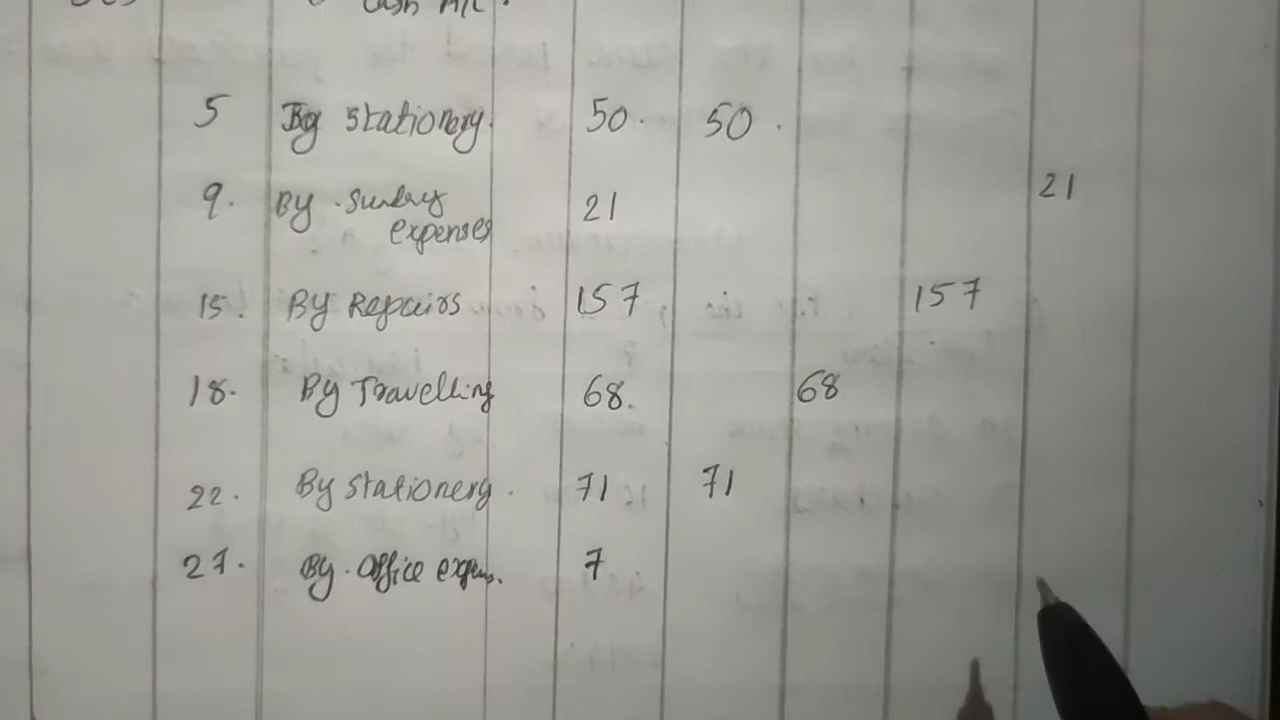 Cash A/c.
5 By Stationery. 50. 50.
9. By Sundry 21 21
expenses
15. By Repairs 157 157
18. By Travelling 68. 68
22. By Stationery. 71 71
27. By Office 7